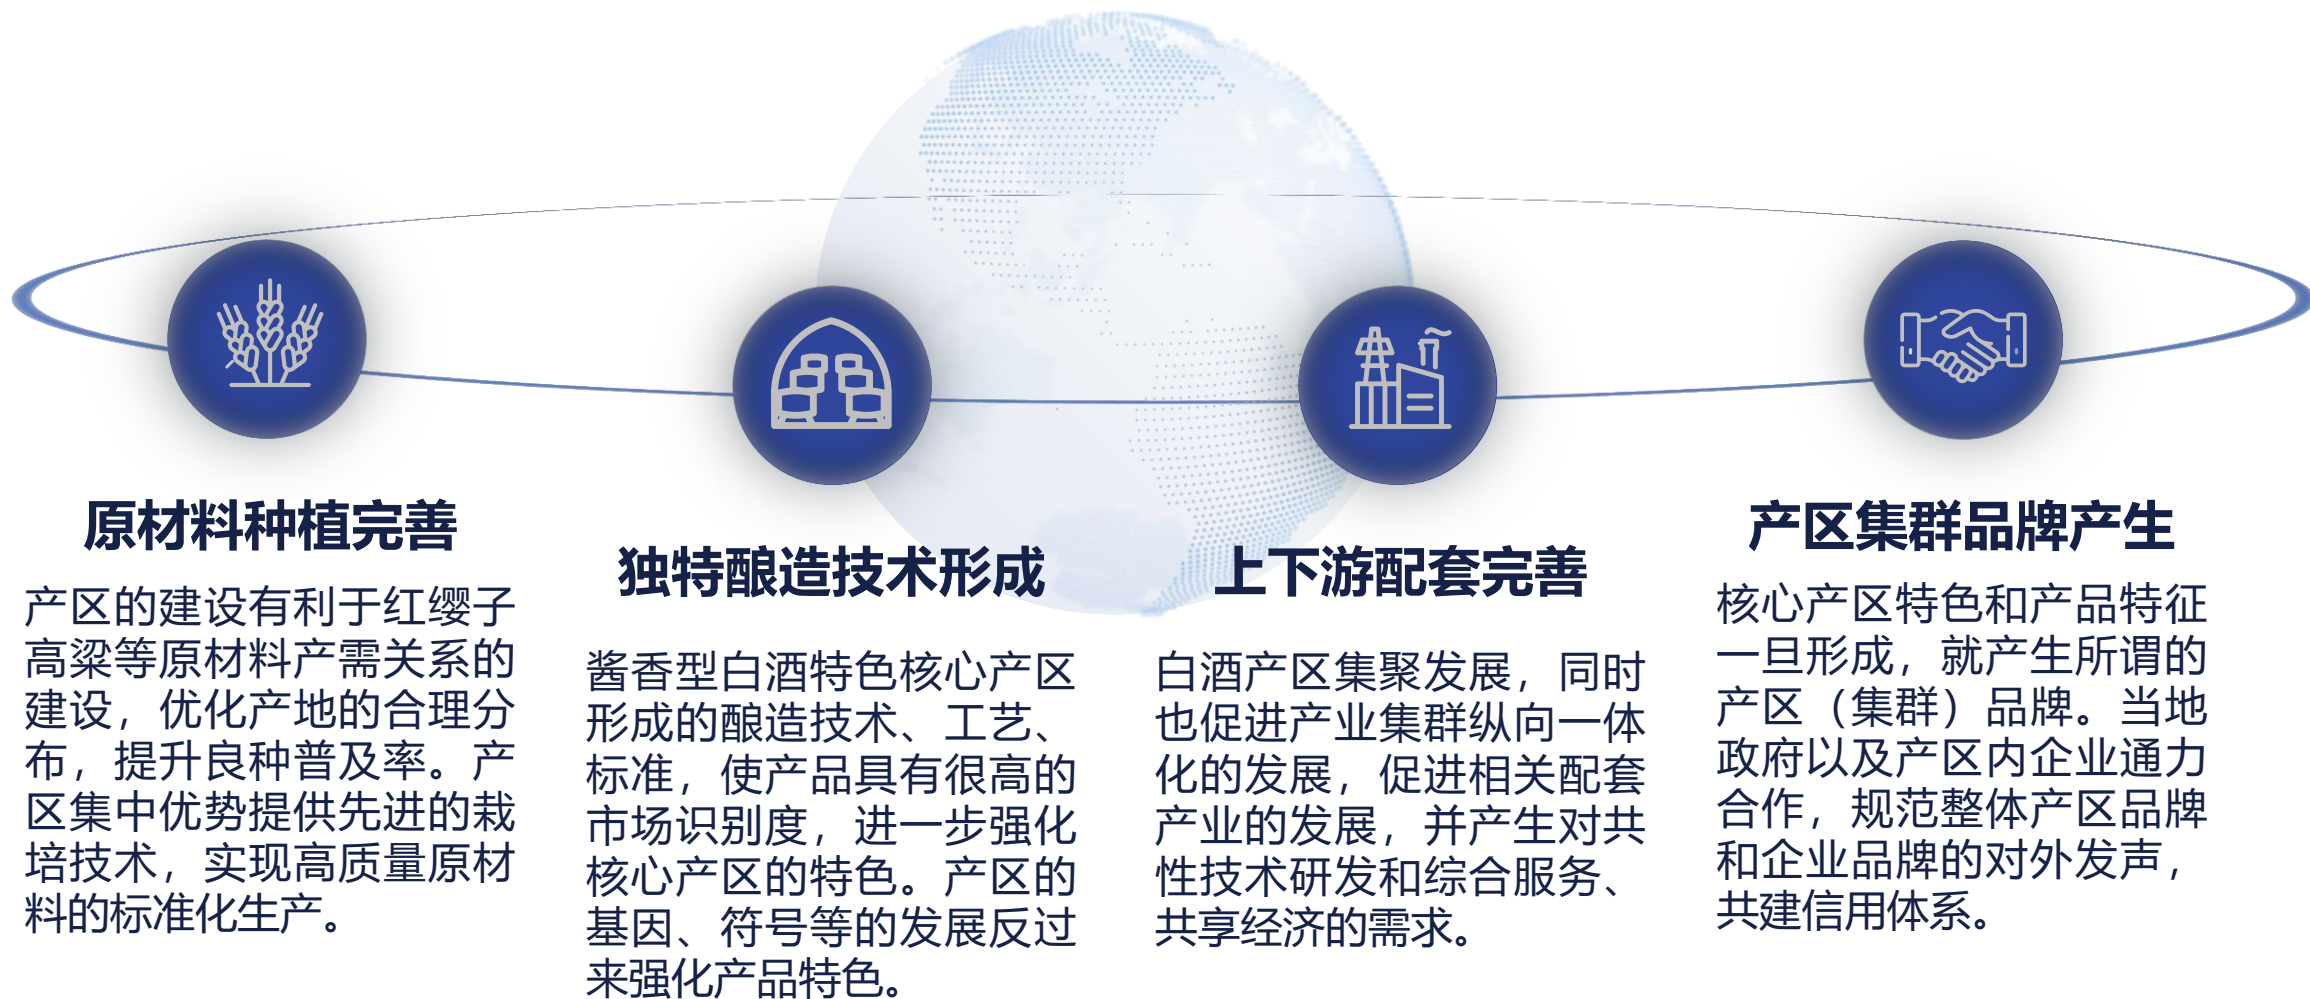 原材料种植完善
产区的建设有利于红缨子
高粱等原材料产需关系的
建设，优化产地的合理分
布，提升良种普及率。产
区集中优势提供先进的栽
培技术，实现高质量原材
料的标准化生产。
独特酿造技术形成
酱香型白酒特色核心产区
形成的酿造技术、工艺、
标准，使产品具有很高的
市场识别度，进一步强化
核心产区的特色。产区的
基因、符号等的发展反过
来强化产品特色。
上下游配套完善
白酒产区集聚发展，同时
也促进产业集群纵向一体
化的发展，促进相关配套
产业的发展，并产生对共
性技术研发和综合服务、
共享经济的需求。
产区集群品牌产生
核心产区特色和产品特征
一旦形成，就产生所谓的
产区（集群）品牌。当地
政府以及产区内企业通力
合作，规范整体产区品牌
和企业品牌的对外发声，
共建信用体系。